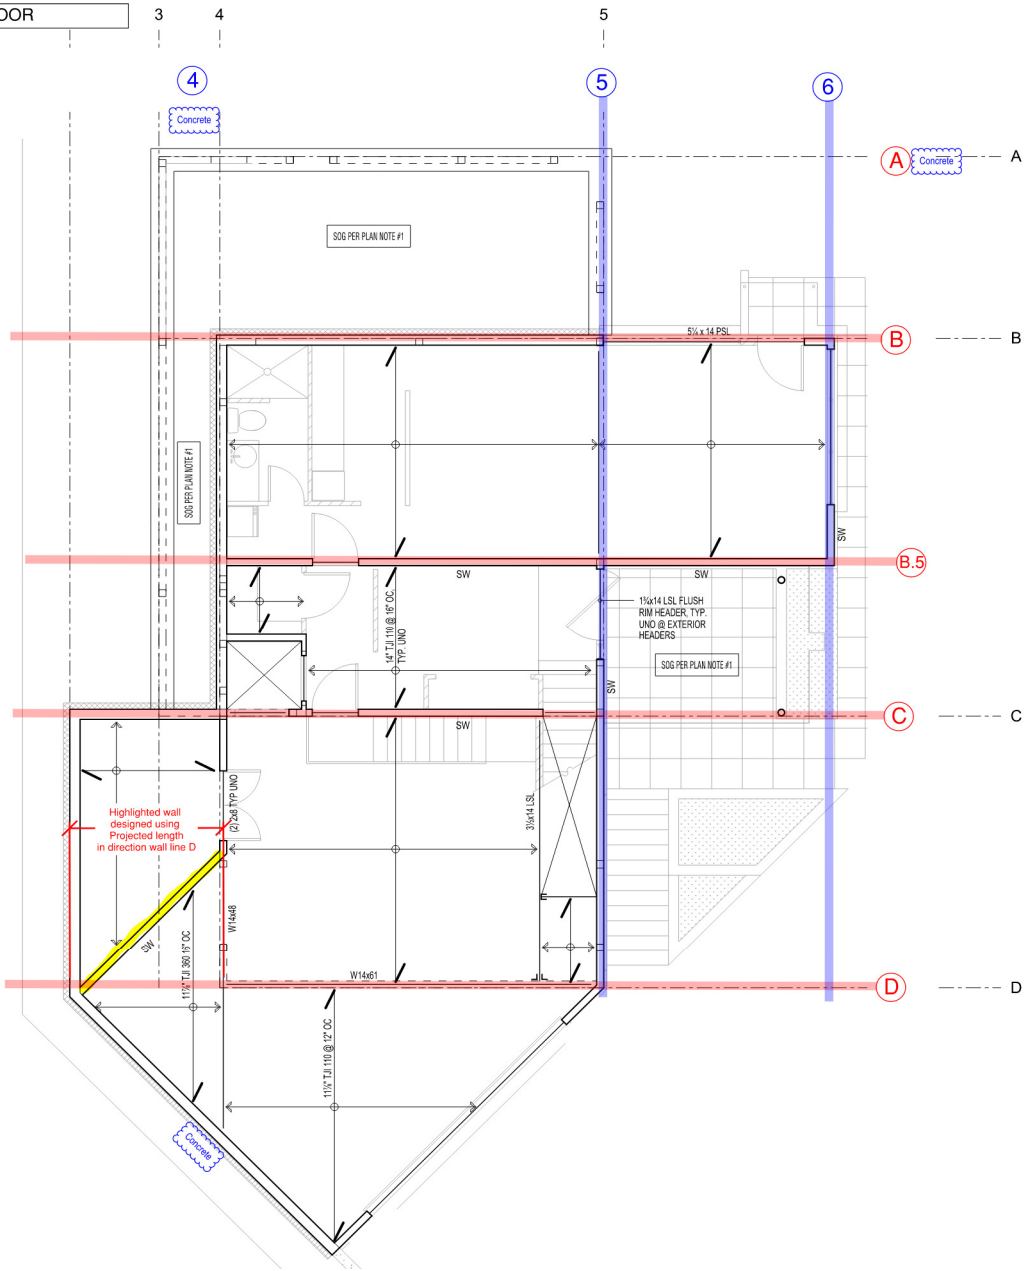 OOR
3
4
5
4
5
6
Concrete
A
Concrete
A
SOG PER PLAN NOTE #1
5¼ x 14 PSL
B
B
SOG PER PLAN NOTE #1
SW
B.5
SW
SW
14" TJI 110 @ 16" OC,
TYP. UNO
1¾x14 LSL FLUSH
RIM HEADER, TYP.
UNO @ EXTERIOR
HEADERS
SOG PER PLAN NOTE #1
SW
C
C
SW
(2) 2x8 TYP UNO
3½x14 LSL
Highlighted wall
designed using
Projected length
in direction wall line D
W14x48
SW
11⅞" TJI 360 16" OC
W14x61
D
D
11⅞" TJI 110 @ 12" OC
Concrete